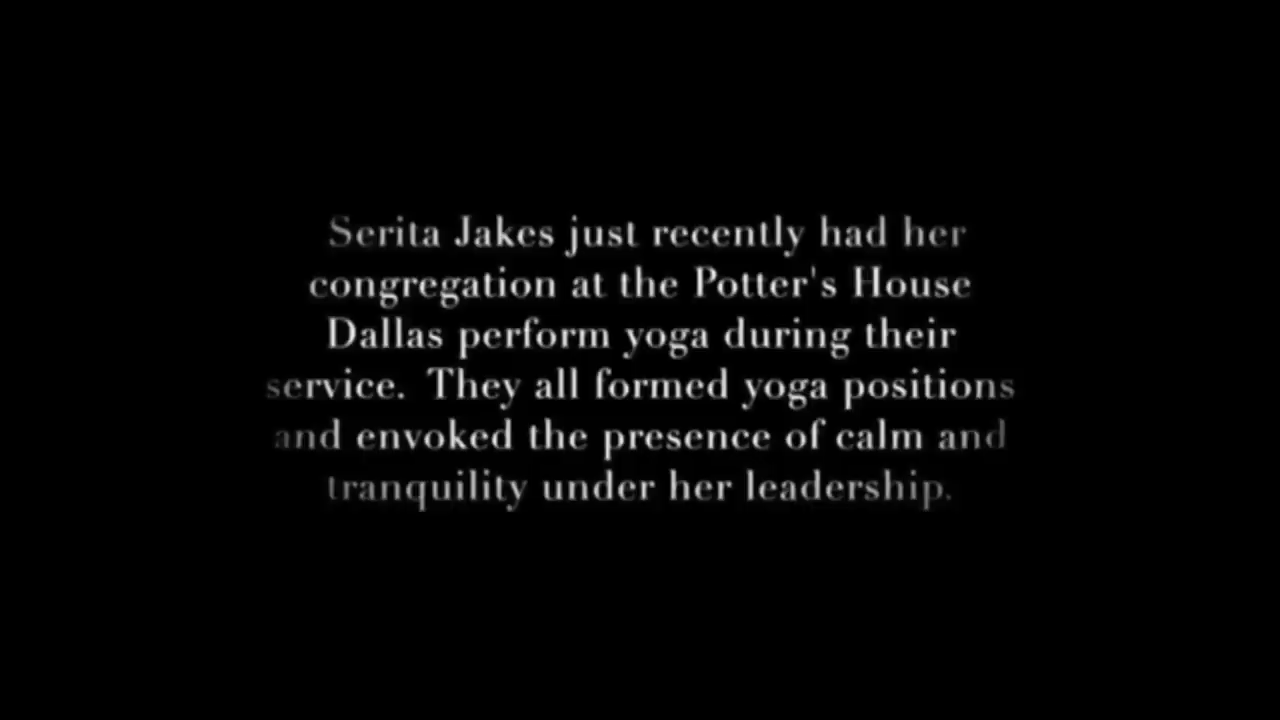 Serita Jakes just recently had her
congregation at the Potter's House
Dallas perform yoga during their
service.  They all formed yoga positions
and envoked the presence of calm and
tranquility under her leadership.